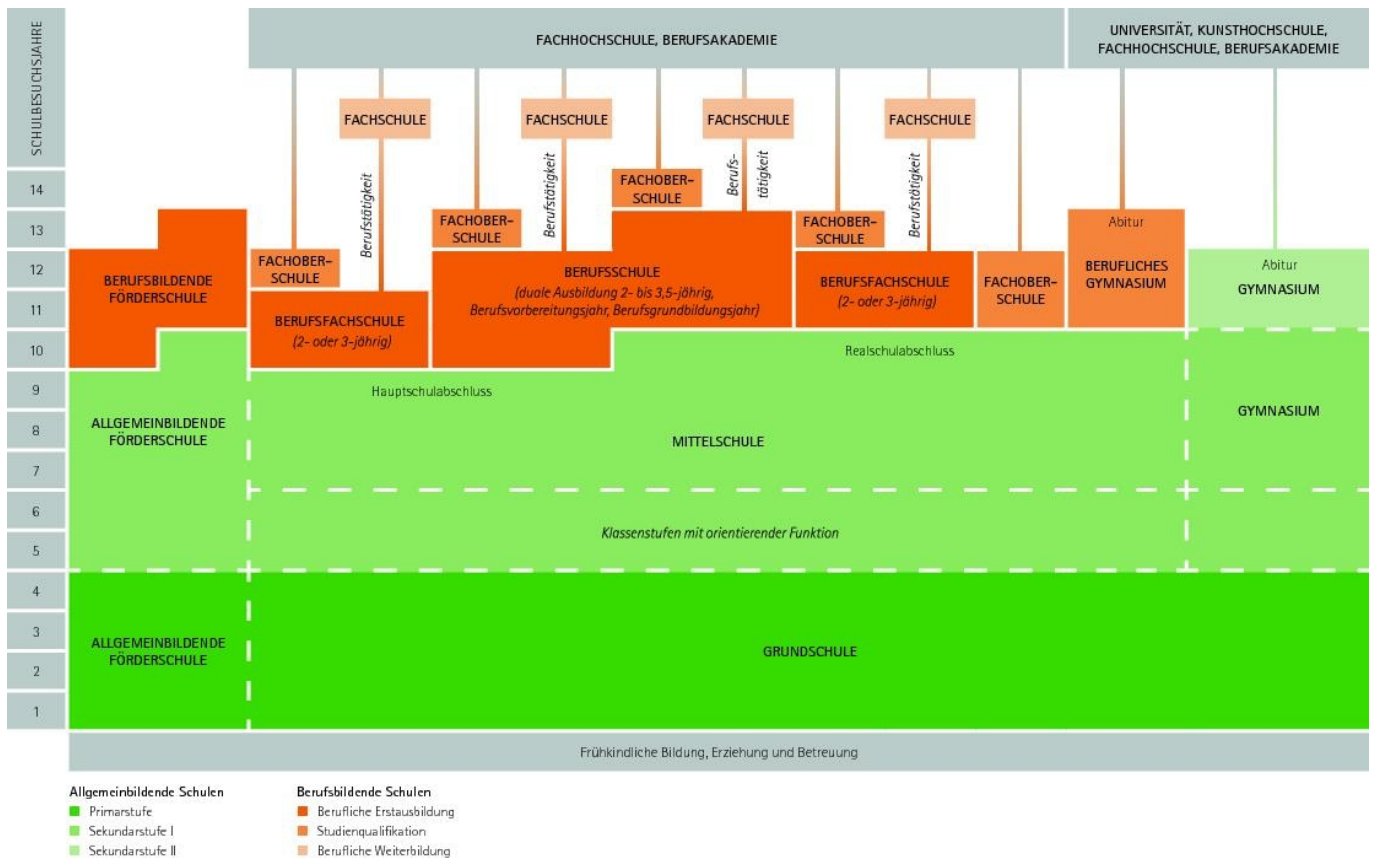 SCHULBESUCHSJAHRE
FACHHOCHSCHULE, BERUFSAKADEMIE
UNIVERSITÄT, KUNSTHOCHSCHULE,
FACHHOCHSCHULE, BERUFSAKADEMIE
FACHSCHULE
FACHSCHULE
FACHSCHULE
FACHSCHULE
Berufstätigkeit
Berufstätigkeit
Berufs-
tätigkeit
Berufstätigkeit
14
FACHOBER-
SCHULE
13
FACHOBER-
SCHULE
FACHOBER-
SCHULE
Abitur
12
BERUFSBILDENDE
FÖRDERSCHULE
FACHOBER-
SCHULE
BERUFSSCHULE
(duale Ausbildung 2- bis 3,5-jährig,
Berufsvorbereitungsjahr, Berufsgrundbildungsjahr)
BERUFSFACHSCHULE
(2- oder 3-jährig)
FACHOBER-
SCHULE
BERUFLICHES
GYMNASIUM
Abitur
GYMNASIUM
11
BERUFSFACHSCHULE
(2- oder 3-jährig)
10
Realschulabschluss
9
Hauptschulabschluss
ALLGEMEINBILDENDE
FÖRDERSCHULE
GYMNASIUM
8
MITTELSCHULE
7
6
Klassenstufen mit orientierender Funktion
5
4
3
ALLGEMEINBILDENDE
FÖRDERSCHULE
GRUNDSCHULE
2
1
Frühkindliche Bildung, Erziehung und Betreuung
Allgemeinbildende Schulen
Primarstufe
Sekundarstufe I
Sekundarstufe II
Berufsbildende Schulen
Berufliche Erstausbildung
Studienqualifikation
Berufliche Weiterbildung